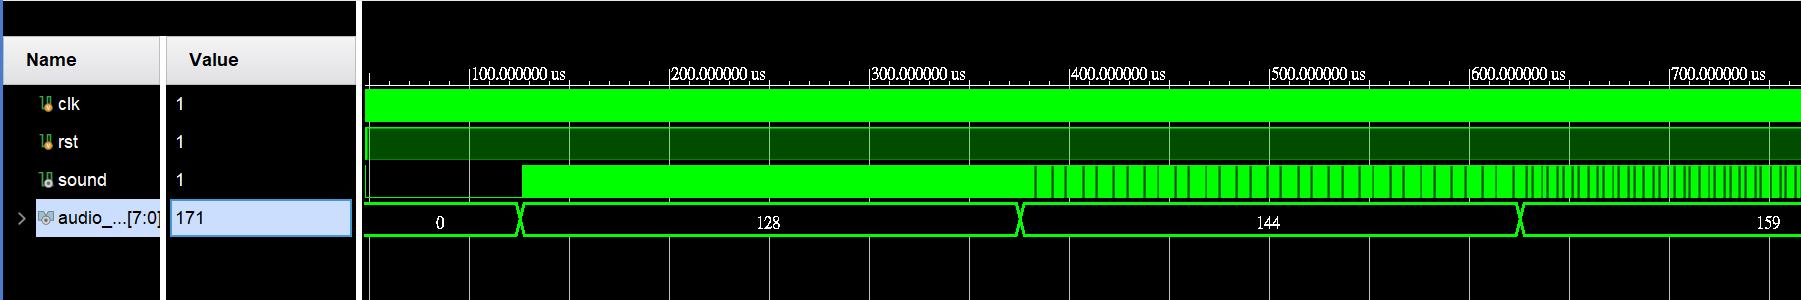 Name Value
100.000000 us 200.000000 us 300.000000 us 400.000000 us 500.000000 us 600.000000 us 700.000000 us
clk 1
rst 1
sound 1
audio_...[7:0] 171 0 128 144 159